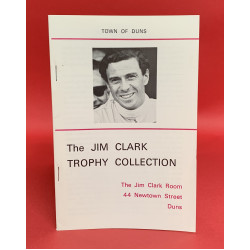 TOWN OF DUNS
The JIM CLARK
TROPHY COLLECTION
The Jim Clark Room
44 Newtown Street
Duns